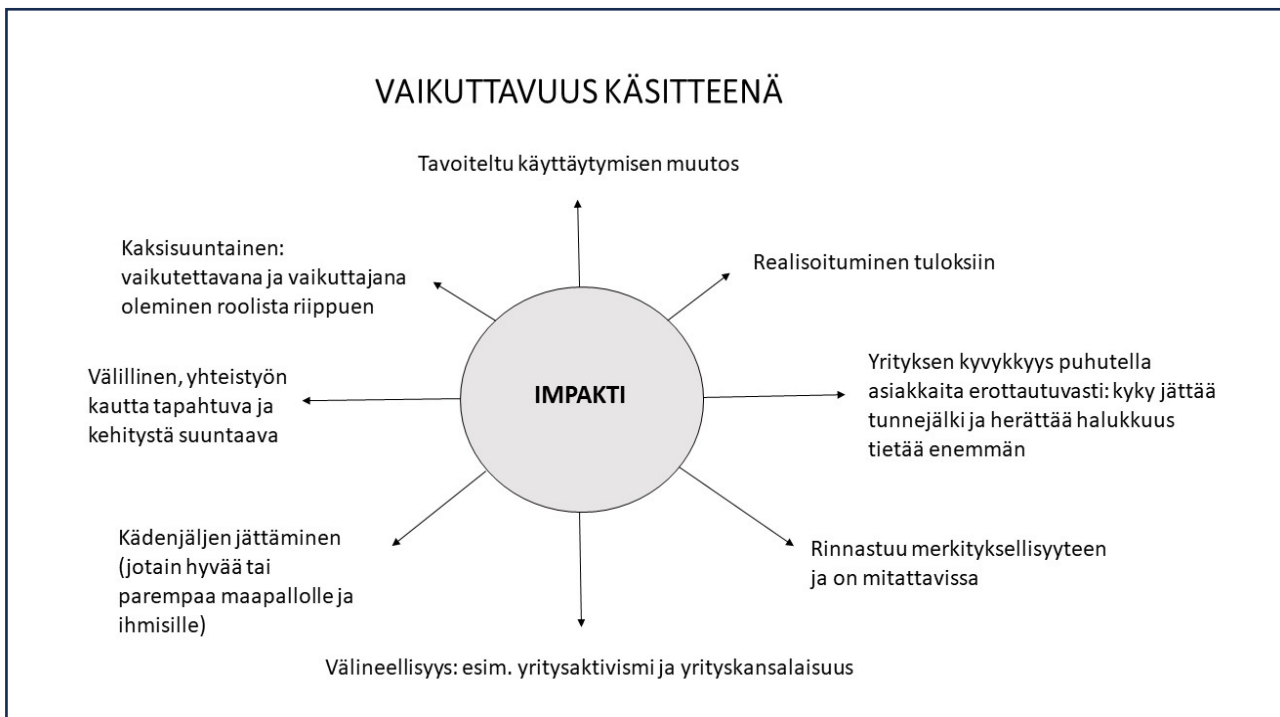 VAIKUTTAVUUS KÄSITTEENÄ
Tavoiteltu käyttäytymisen muutos
Kaksisuuntainen:
vaikutettavana ja vaikuttajana
oleminen roolista riippuen
Realisoituminen tuloksiin
Välillinen, yhteistyön
kautta tapahtuva ja
kehitystä suuntaava
IMPAKTI
Yrityksen kyvykkyys puhutella
asiakkaita erottautuvasti: kyky jättää
tunnejälki ja herättää halukkuus
tietää enemmän
Kädenjäljen jättäminen
(jotain hyvää tai
parempaa maapallolle ja
ihmisille)
Rinnastuu merkityksellisyyteen
ja on mitattavissa
Välineellisyys: esim. yritysaktivismi ja yrityskansalaisuus